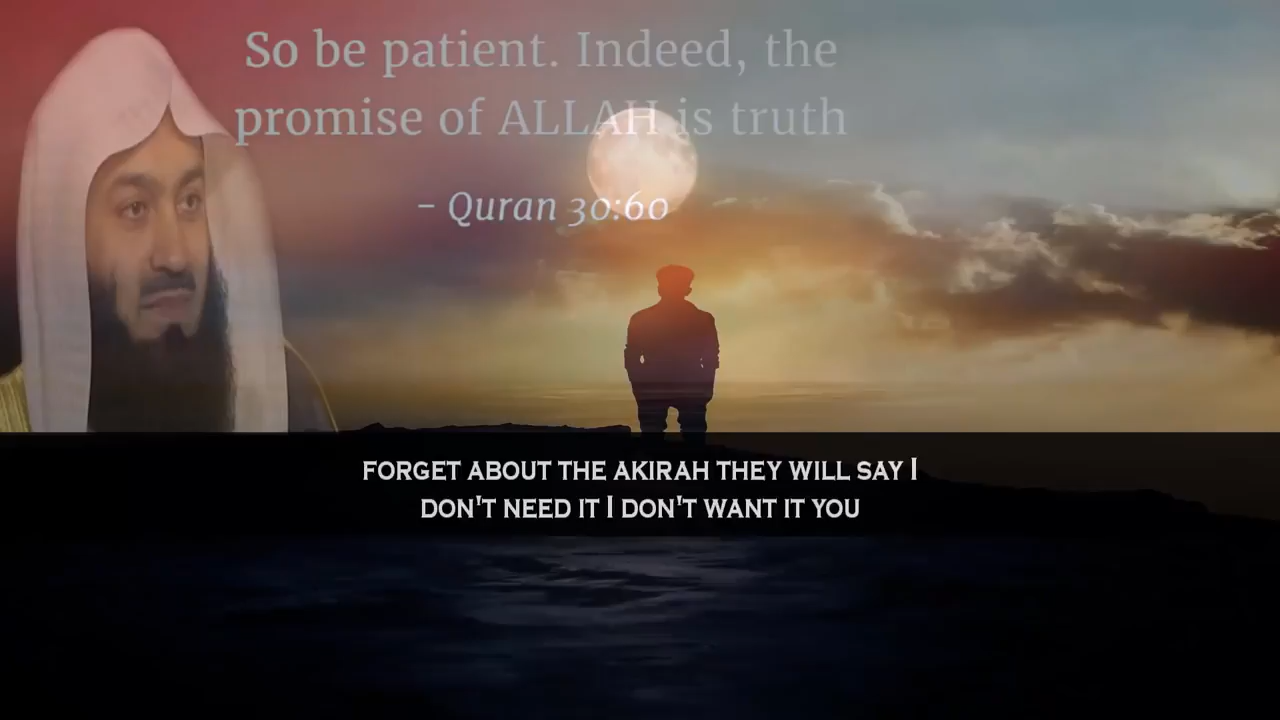 So be patient. Indeed, the
promise of ALLAH is truth
– Quran 30:60
FORGET ABOUT THE AKIRAH THEY WILL SAY I
DON'T NEED IT I DON'T WANT IT YOU